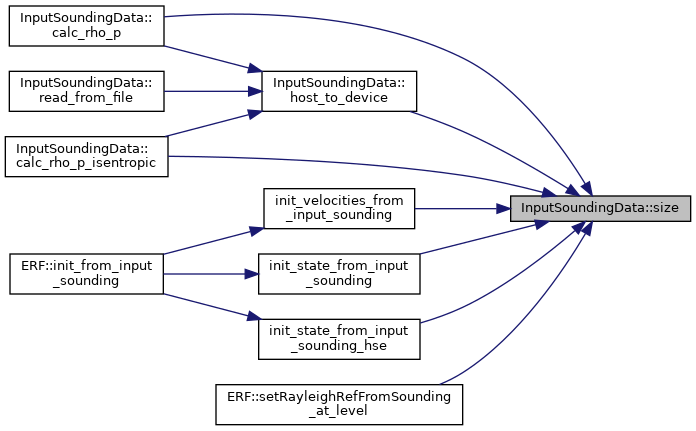 InputSoundingData::
calc_rho_p
InputSoundingData::
read_from_file
InputSoundingData::
host_to_device
InputSoundingData::
calc_rho_p_isentropic
init_velocities_from
_input_sounding
InputSoundingData::size
ERF::init_from_input
_sounding
init_state_from_input
_sounding
init_state_from_input
_sounding_hse
ERF::setRayleighRefFromSounding
_at_level